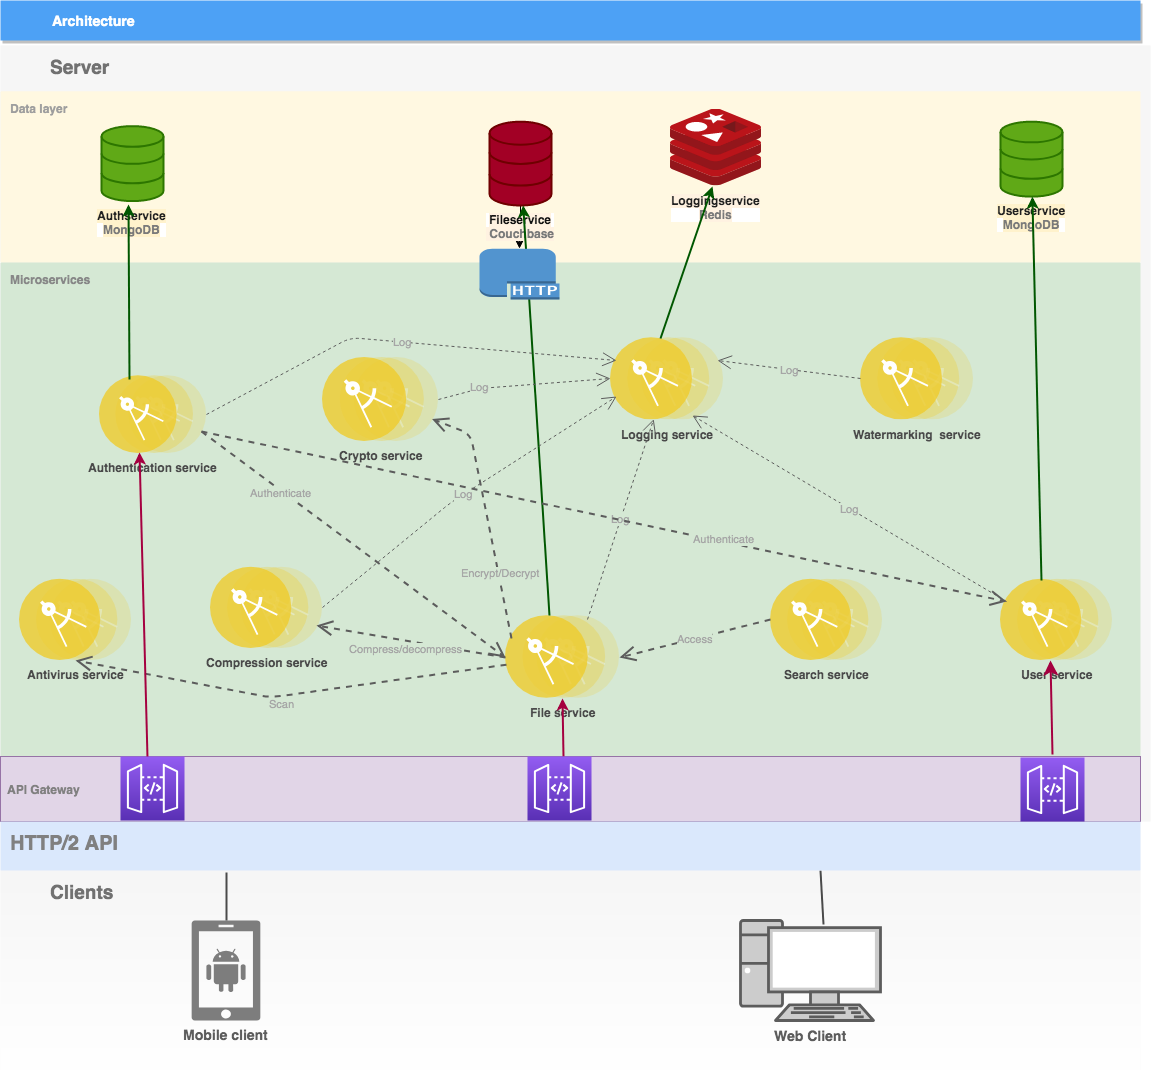 Architecture
Server
Data layer
Authservice
MongoDB
Fileservice
Couchbase
Loggingservice
Redis
Userservice
MongoDB
Microservices
HTTP
Log
Log
Log
Authentication service
Crypto service
Logging service
Watermarking service
Authenticate
Log
Log
Log
Authenticate
Encrypt/Decrypt
Compress/decompress
Access
Antivirus service
Compression service
Search service
User service
Scan
File service
API Gateway
</>
</>
</>
HTTP/2 API
Clients
Mobile client
Web Client